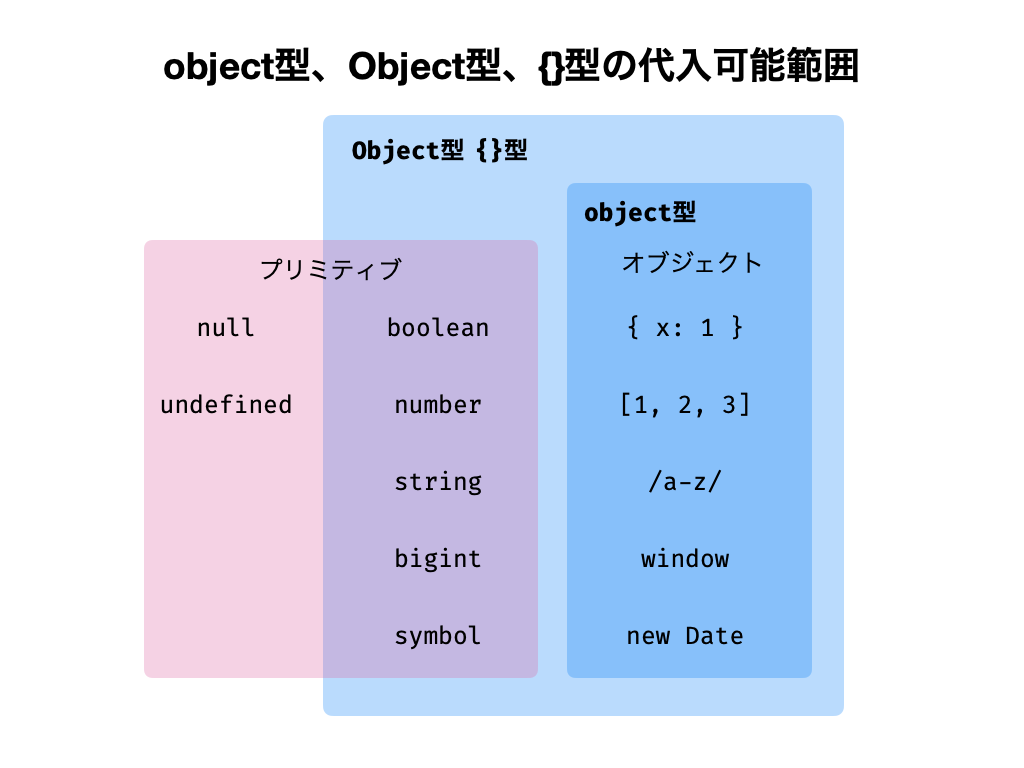 object型、Object型、{}型の代入可能範囲
Object型 {}型
object型
プリミティブ
オブジェクト
null
boolean
{ x: 1 }
undefined
number
[1, 2, 3]
string
/a-z/
bigint
window
symbol
new Date